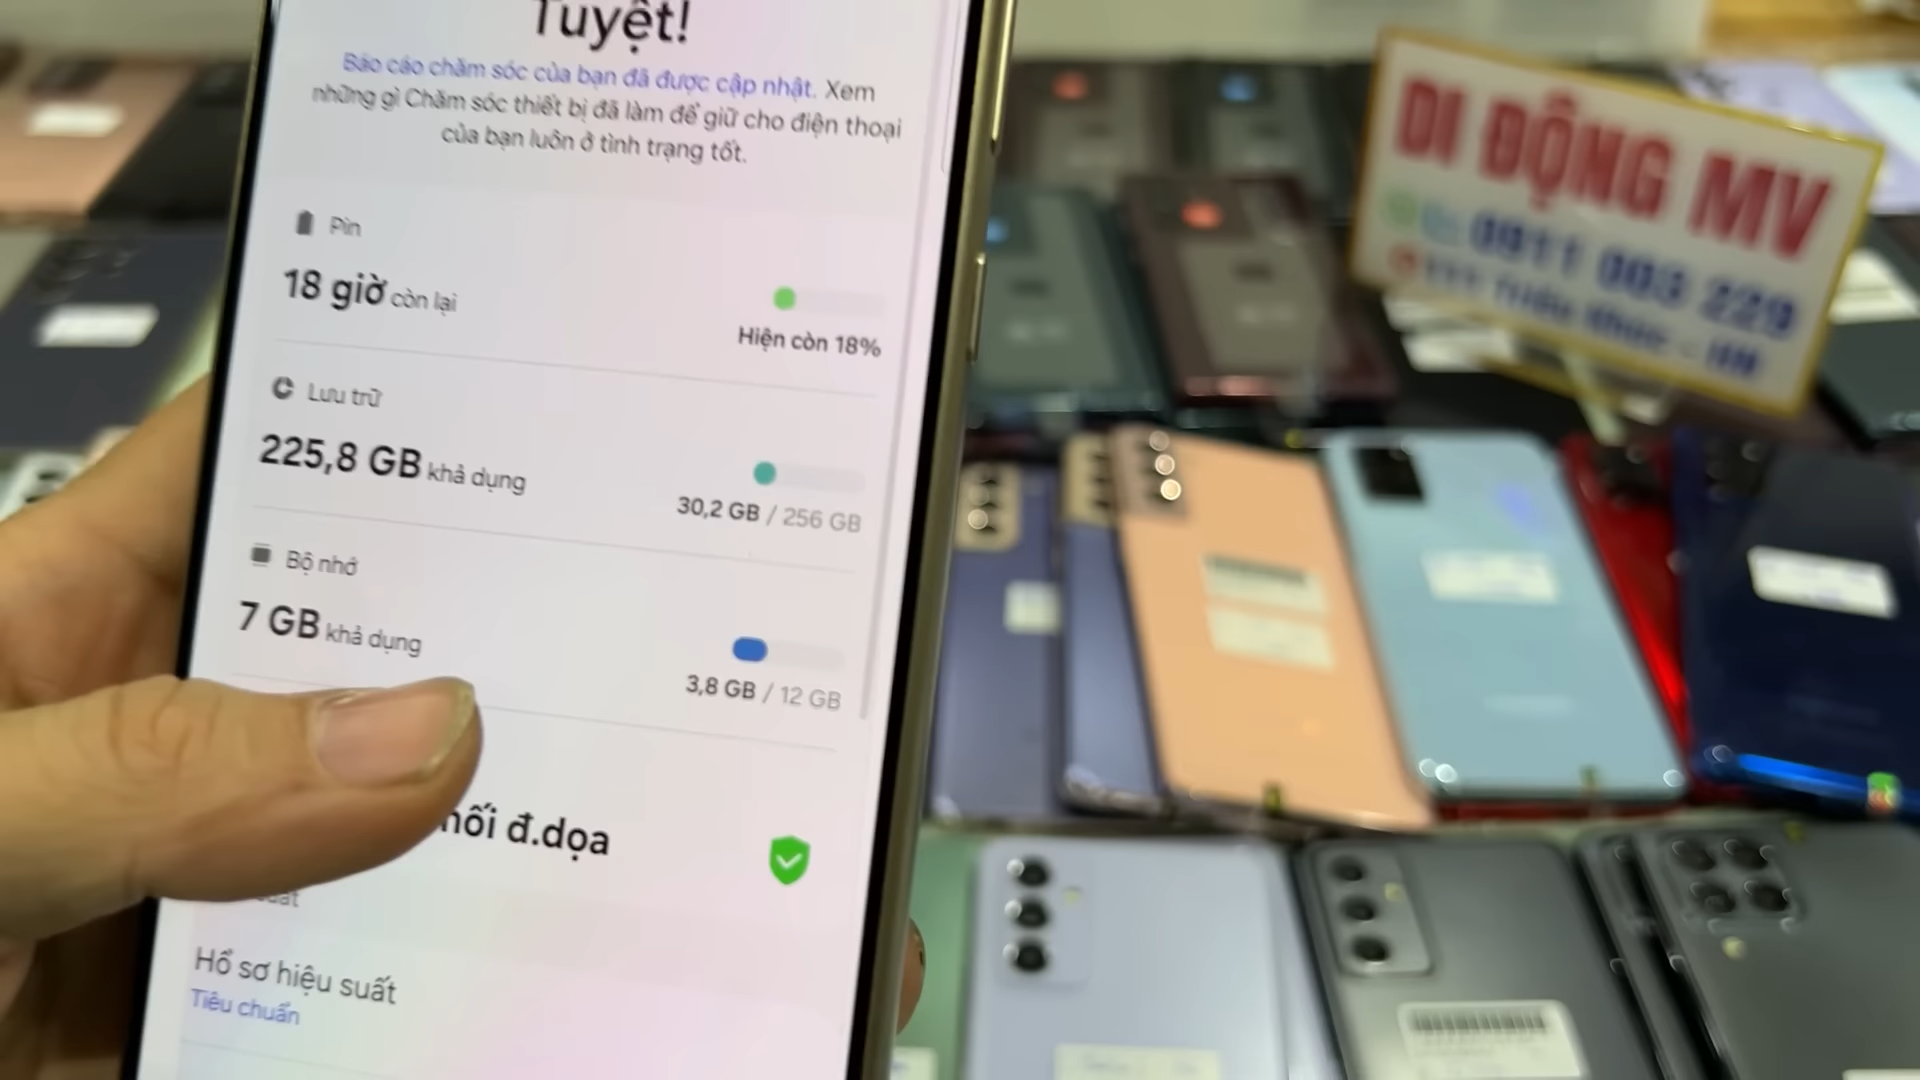 Tuyệt!
Báo cáo chăm sóc của bạn đã được cập nhật. Xem
những gì Chăm sóc thiết bị đã làm để giữ cho điện thoại
của bạn luôn ở tình trạng tốt.
Pin
18 giờ còn lại
Hiện còn 18%
Lưu trữ
225,8 GB khả dụng
30,2 GB / 256 GB
Bộ nhớ
7 GB khả dụng
3,8 GB / 12 GB
mối đ.dọa
Hồ sơ hiệu suất
Tiêu chuẩn
DI ĐỘNG MV
0911 003 229